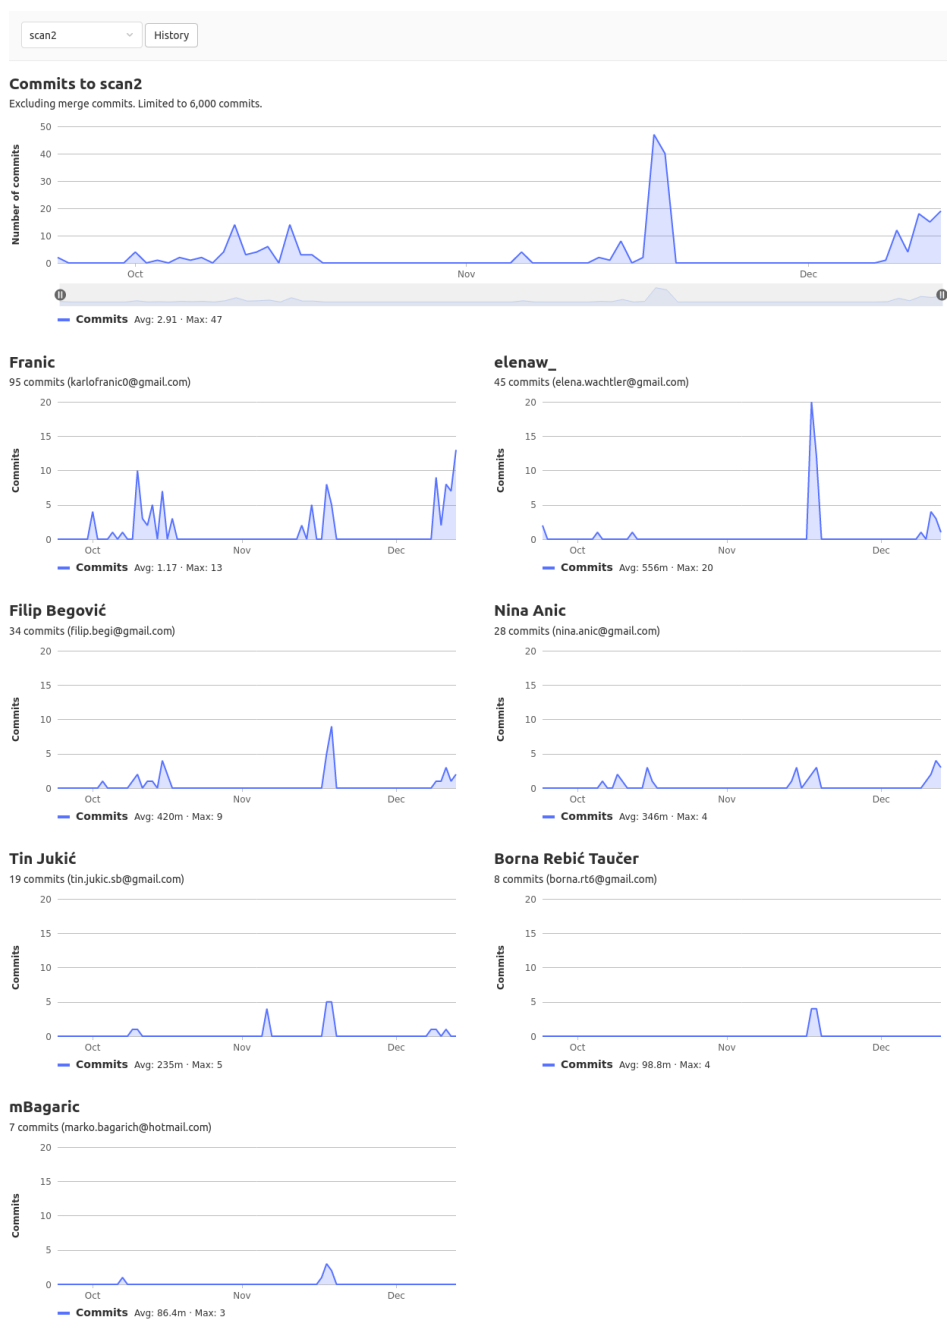 scan2
History
Commits to scan2
Excluding merge commits. Limited to 6,000 commits.
Number of commits
50
40
30
20
10
0
Oct
Nov
Dec
Commits Avg: 2.91 · Max: 47
Franic
95 commits (karlofranic0@gmail.com)
Commits
20
15
10
5
0
Oct
Nov
Dec
Commits Avg: 1.17 · Max: 13
elenaw_
45 commits (elena.wachtler@gmail.com)
Commits
20
15
10
5
0
Oct
Nov
Dec
Commits Avg: 556m · Max: 20
Filip Begović
34 commits (filip.begi@gmail.com)
Commits
20
15
10
5
0
Oct
Nov
Dec
Commits Avg: 420m · Max: 9
Nina Anic
28 commits (nina.anic@gmail.com)
Commits
20
15
10
5
0
Oct
Nov
Dec
Commits Avg: 346m · Max: 4
Tin Jukić
19 commits (tin.jukic.sb@gmail.com)
Commits
20
15
10
5
0
Oct
Nov
Dec
Commits Avg: 235m · Max: 5
Borna Rebić Taučer
8 commits (borna.rt6@gmail.com)
Commits
20
15
10
5
0
Oct
Nov
Dec
Commits Avg: 98.8m · Max: 4
mBagaric
7 commits (marko.bagarich@hotmail.com)
Commits
20
15
10
5
0
Oct
Nov
Dec
Commits Avg: 86.4m · Max: 3